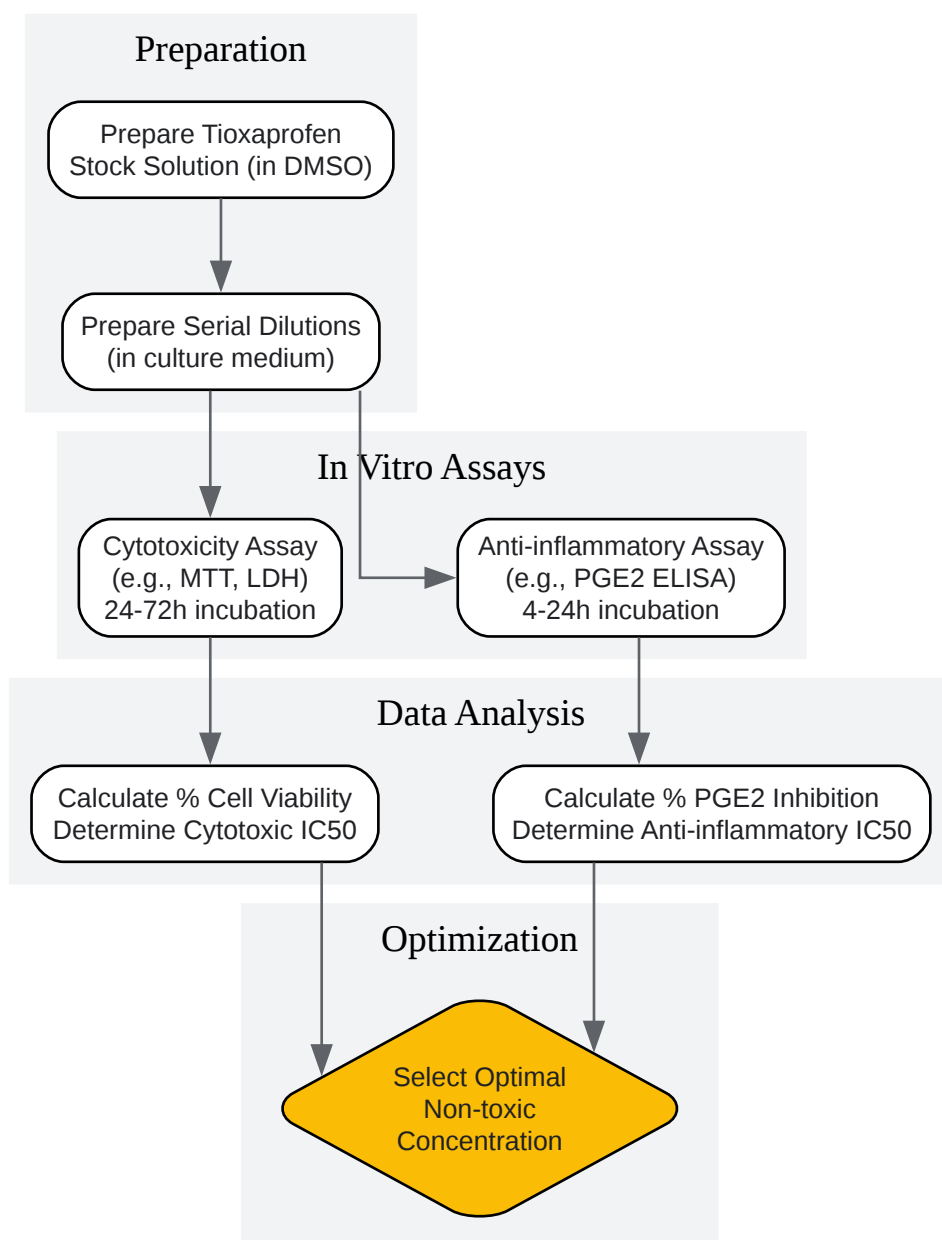 Preparation
Prepare Tioxaprofen
Stock Solution (in DMSO)
Prepare Serial Dilutions
(in culture medium)
In Vitro Assays
Cytotoxicity Assay
(e.g., MTT, LDH)
24-72h incubation
Anti-inflammatory Assay
(e.g., PGE2 ELISA)
4-24h incubation
Data Analysis
Calculate % Cell Viability
Determine Cytotoxic IC50
Calculate % PGE2 Inhibition
Determine Anti-inflammatory IC50
Optimization
Select Optimal
Non-toxic
Concentration